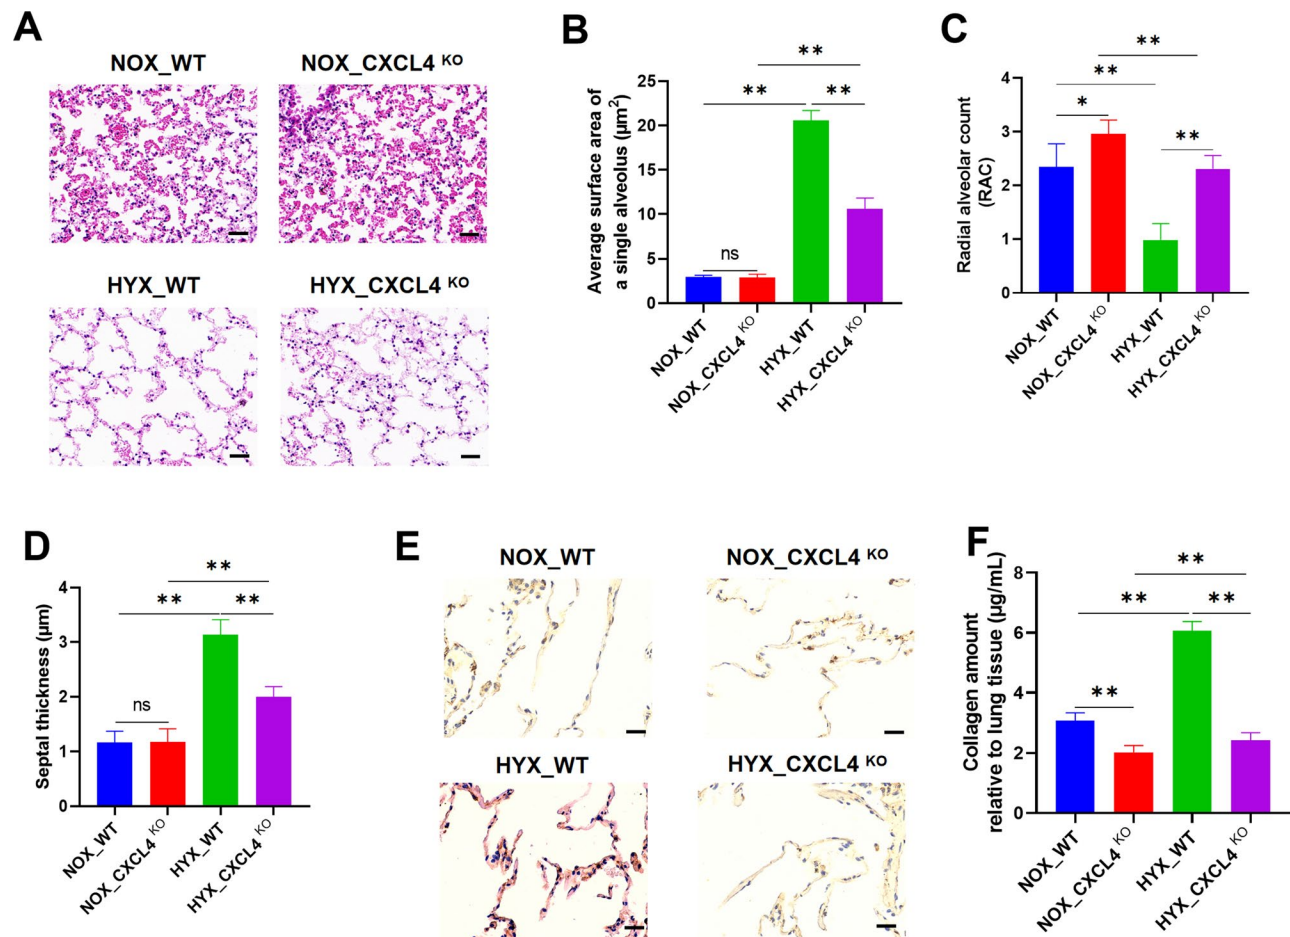 A
NOX_WT
NOX_CXCL4 KO
HYX_WT
HYX_CXCL4 KO
B
Average surface area of
a single alveolus (µm²)
25
20
15
10
5
0
**
**
**
ns
NOX_WT
NOX_CXCL4 KO
HYX_WT
HYX_CXCL4 KO
C
Radial alveolar count
(RAC)
4
3
2
1
0
**
**
*
**
NOX_WT
NOX_CXCL4 KO
HYX_WT
HYX_CXCL4 KO
D
Septal thickness (µm)
4
3
2
1
0
**
**
**
ns
NOX_WT
NOX_CXCL4 KO
HYX_WT
HYX_CXCL4 KO
E
NOX_WT
NOX_CXCL4 KO
HYX_WT
HYX_CXCL4 KO
F
Collagen amount
relative to lung tissue (µg/mL)
8
6
4
2
0
**
**
**
**
NOX_WT
NOX_CXCL4 KO
HYX_WT
HYX_CXCL4 KO